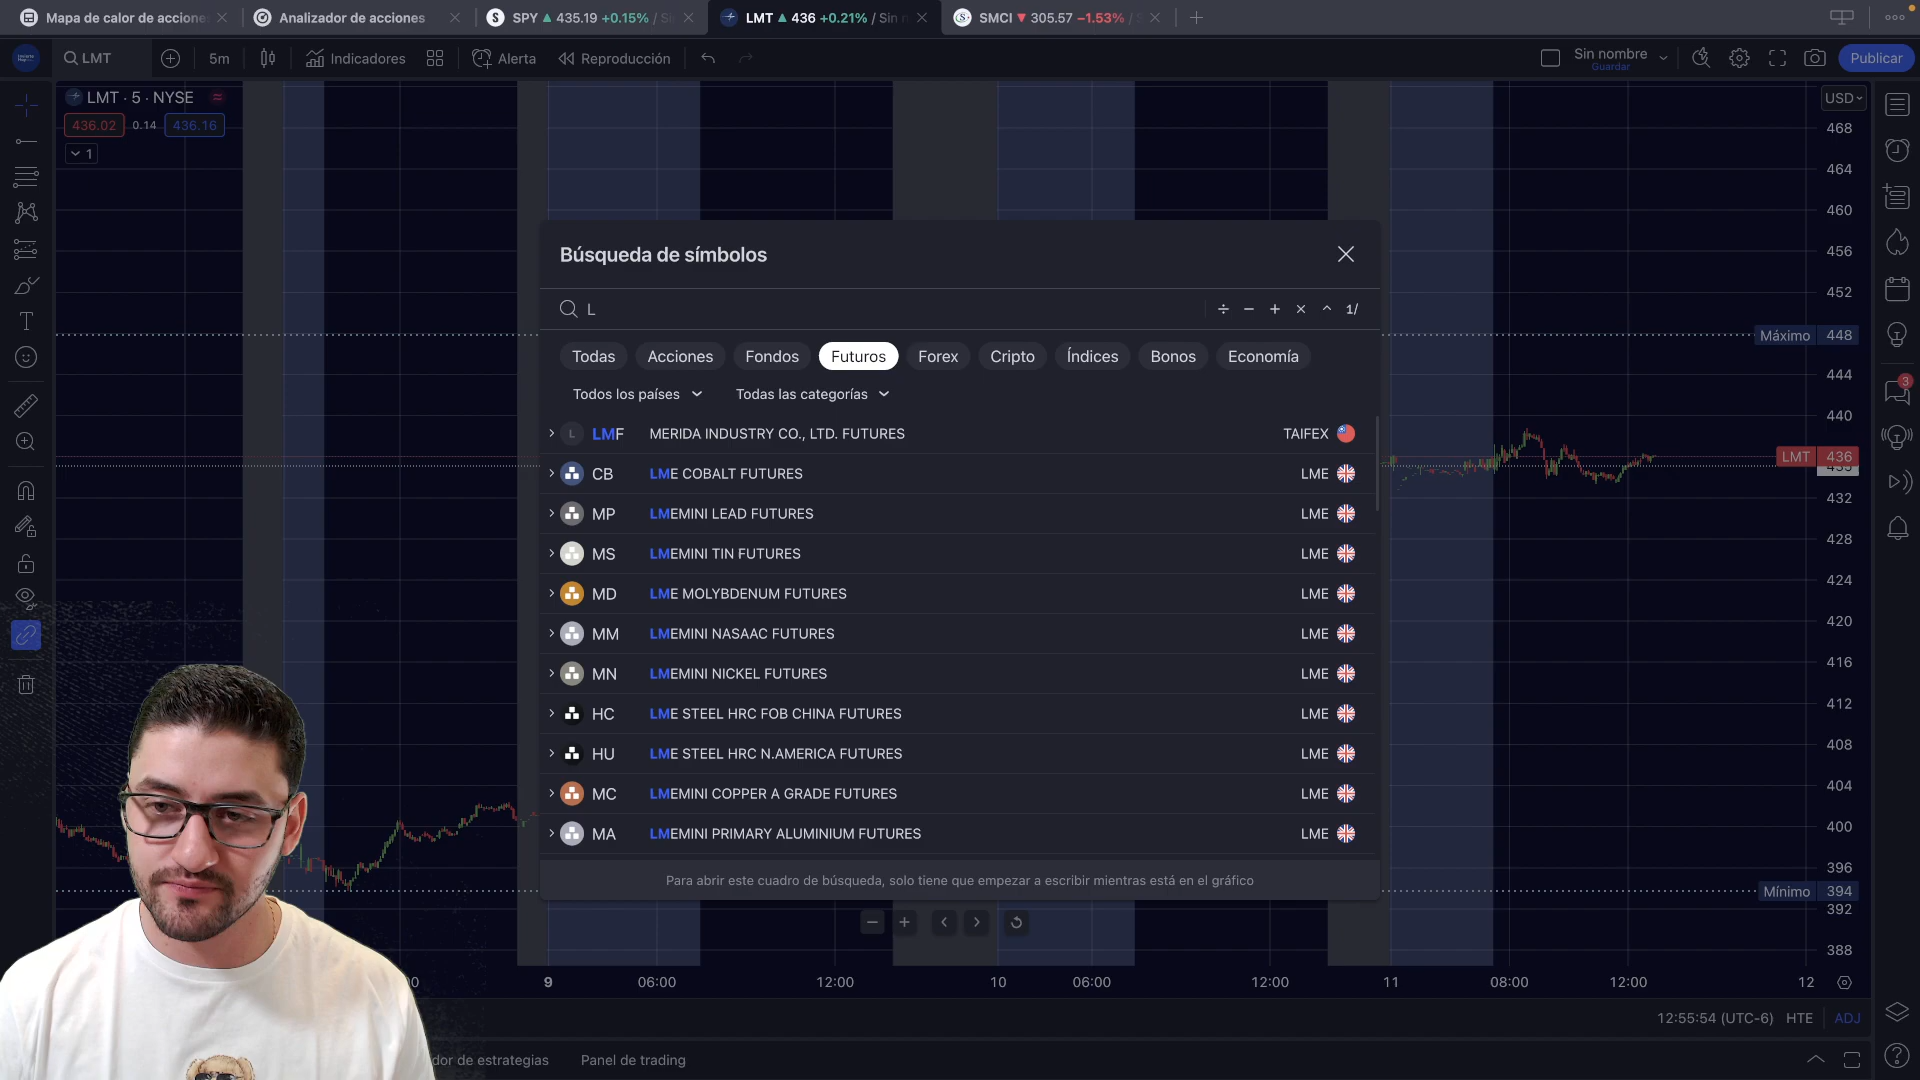 Mapa de calor de accione
Analizador de acciones
SPY 435.19 +0.15% / S
LMT 436 +0.21% / Sin n
SMCI 305.57 −1.53% / S
LMT
5m
Indicadores
Alerta
Reproducción
Sin nombre
Guardar
Publicar
LMT · 5 · NYSE
436.02 0.14 436.16
1
USD
468
464
460
456
452
Máximo 448
444
440
LMT 436
432
428
424
420
416
412
408
404
400
396
Mínimo 394
392
388
3
Búsqueda de símbolos
L
÷ − + × ^ 1/
Todas Acciones Fondos Futuros Forex Cripto Índices Bonos Economía
Todos los países Todas las categorías
L LMF MERIDA INDUSTRY CO., LTD. FUTURES TAIFEX
CB LME COBALT FUTURES LME
MP LMEMINI LEAD FUTURES LME
MS LMEMINI TIN FUTURES LME
MD LME MOLYBDENUM FUTURES LME
MM LMEMINI NASAAC FUTURES LME
MN LMEMINI NICKEL FUTURES LME
HC LME STEEL HRC FOB CHINA FUTURES LME
HU LME STEEL HRC N.AMERICA FUTURES LME
MC LMEMINI COPPER A GRADE FUTURES LME
MA LMEMINI PRIMARY ALUMINIUM FUTURES LME
Para abrir este cuadro de búsqueda, solo tiene que empezar a escribir mientras está en el gráfico
9 06:00 12:00 10 06:00 12:00 11 08:00 12:00 12
12:55:54 (UTC-6) HTE ADJ
dor de estrategias Panel de trading